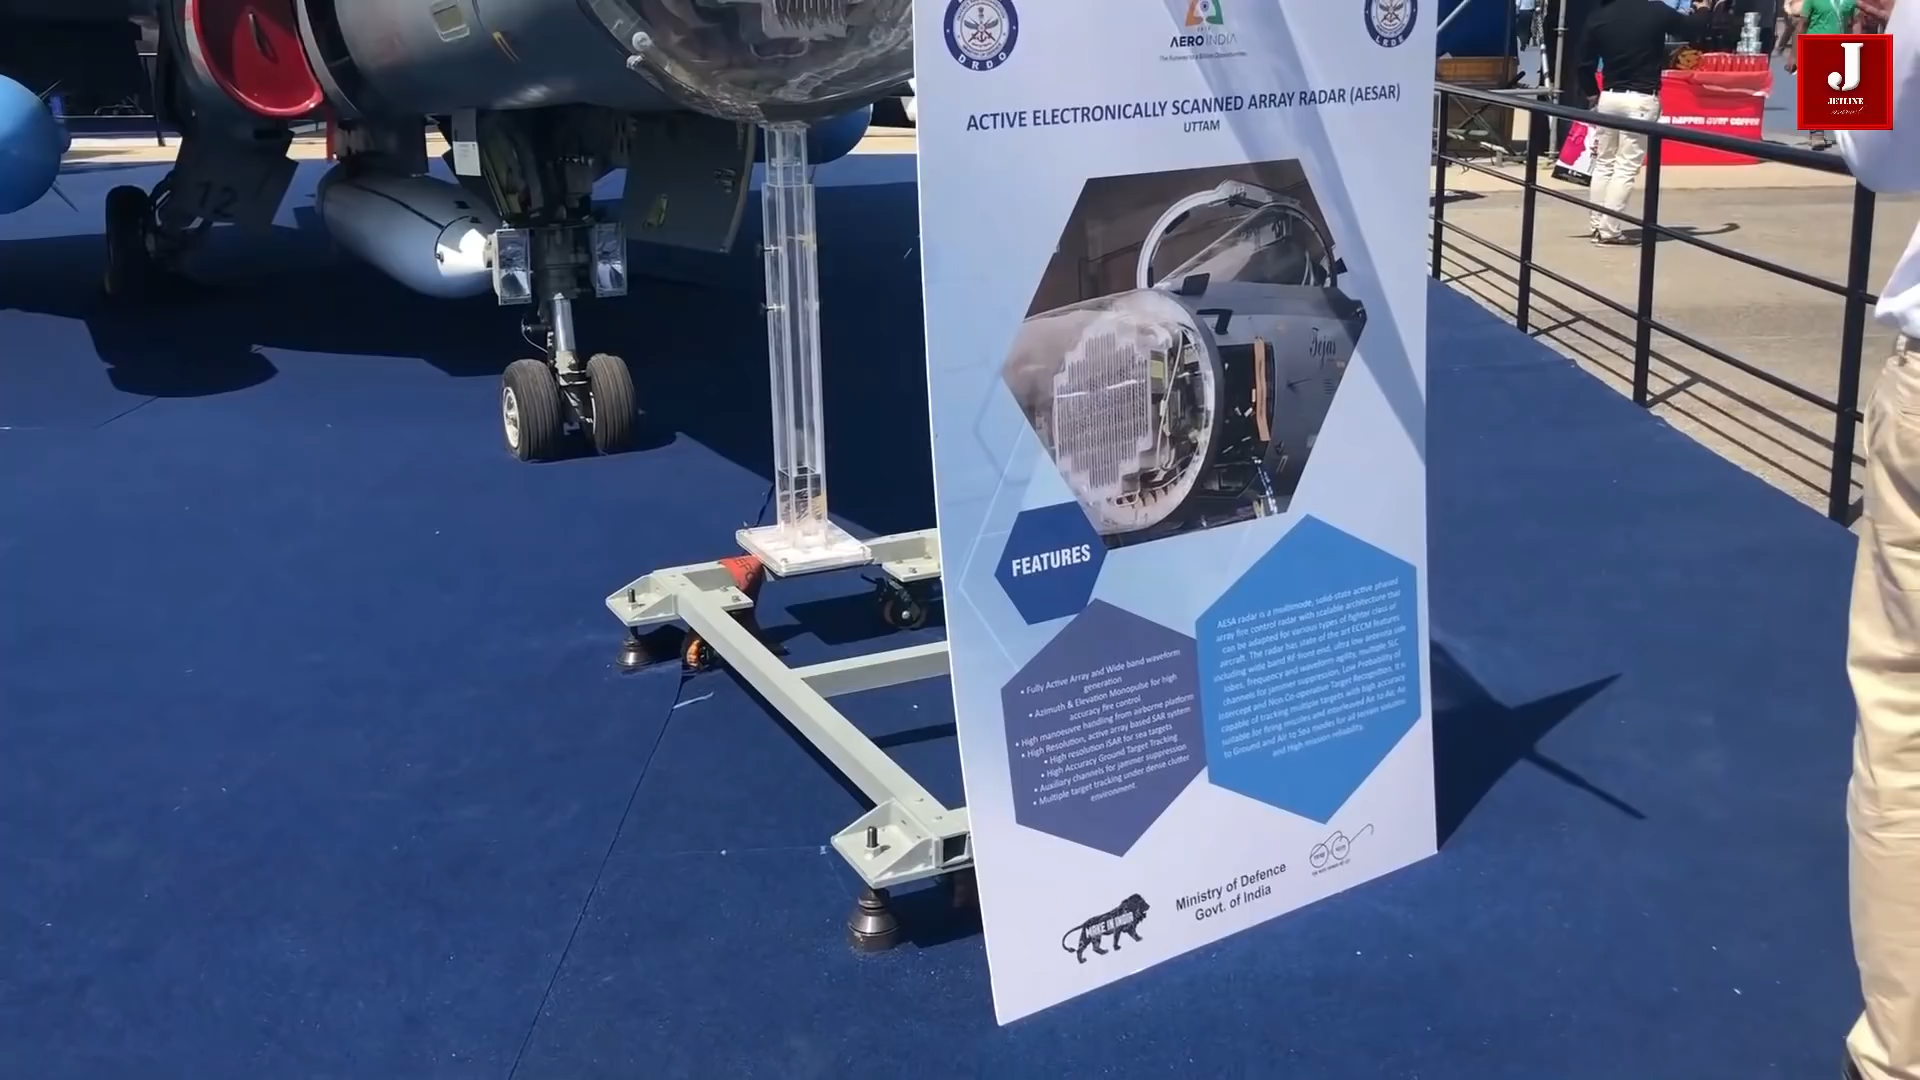 DRDO
AERO INDIA
The Runway to a Billion Opportunities
LRDE
J
JETLINE
ACTIVE ELECTRONICALLY SCANNED ARRAY RADAR (AESAR)
UTTAM
12
Tejas
FEATURES
• Fully Active Array and Wide band waveform
generation
• Azimuth & Elevation Monopulse for high
accuracy fire control
• High manoeuvre handling from airborne platform
• High Resolution, active array based SAR system
• High resolution ISAR for sea targets
• High Accuracy Ground Target Tracking
• Auxiliary channels for jammer suppression
• Multiple target tracking under dense clutter
environment.
AESA radar is a multimode, solid-state active phased
array fire control radar with scalable architecture that
can be adapted for various types of fighter class of
aircraft. The radar has state of the art ECCM features
including wide band RF front end, ultra low antenna side
lobes, frequency and waveform agility, multiple SLC
channels for jammer suppression, Low Probability of
Intercept and Non Co-operative Target Recognition. It is
capable of tracking multiple targets with high accuracy
suitable for firing missiles and interleaved Air to Air, Air
to Ground and Air to Sea modes for all terrain solutions
and High mission reliability.
MAKE IN INDIA
Ministry of Defence
Govt. of India